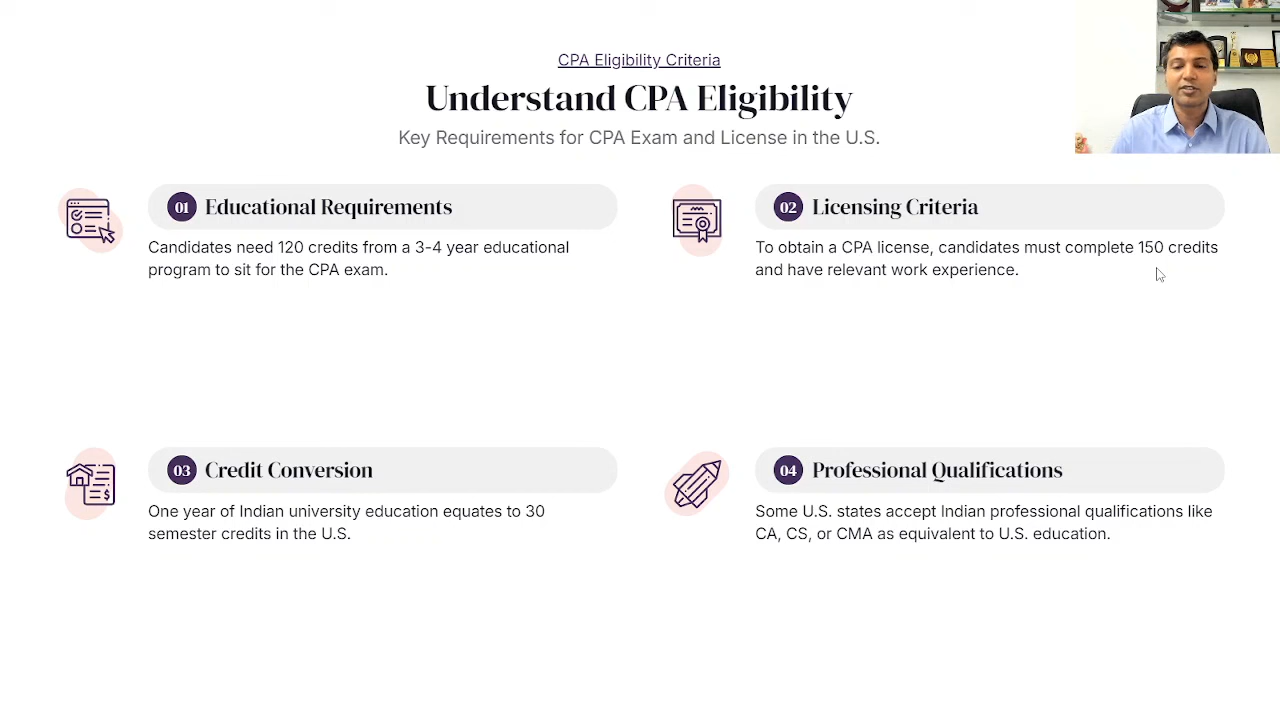 CPA Eligibility Criteria
Understand CPA Eligibility
Key Requirements for CPA Exam and License in the U.S.
01 Educational Requirements
Candidates need 120 credits from a 3-4 year educational
program to sit for the CPA exam.
02 Licensing Criteria
To obtain a CPA license, candidates must complete 150 credits
and have relevant work experience.
03 Credit Conversion
One year of Indian university education equates to 30
semester credits in the U.S.
04 Professional Qualifications
Some U.S. states accept Indian professional qualifications like
CA, CS, or CMA as equivalent to U.S. education.